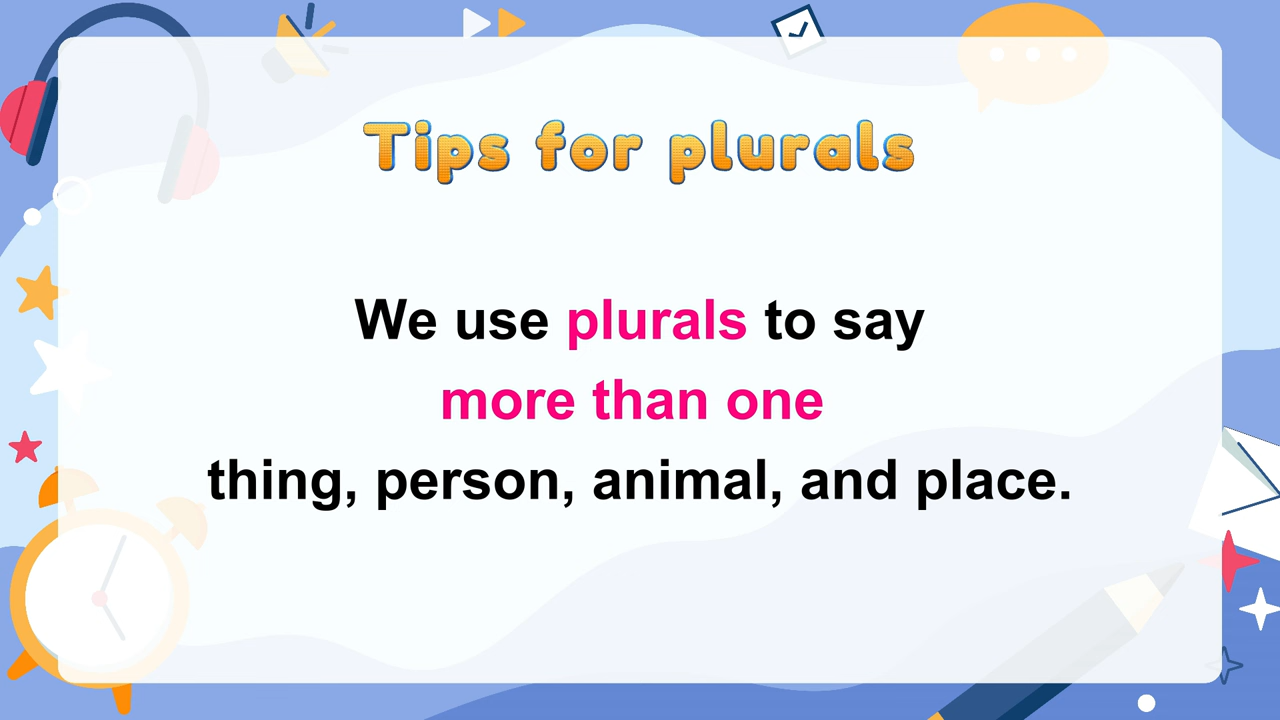 Tips for plurals
We use plurals to say
more than one
thing, person, animal, and place.